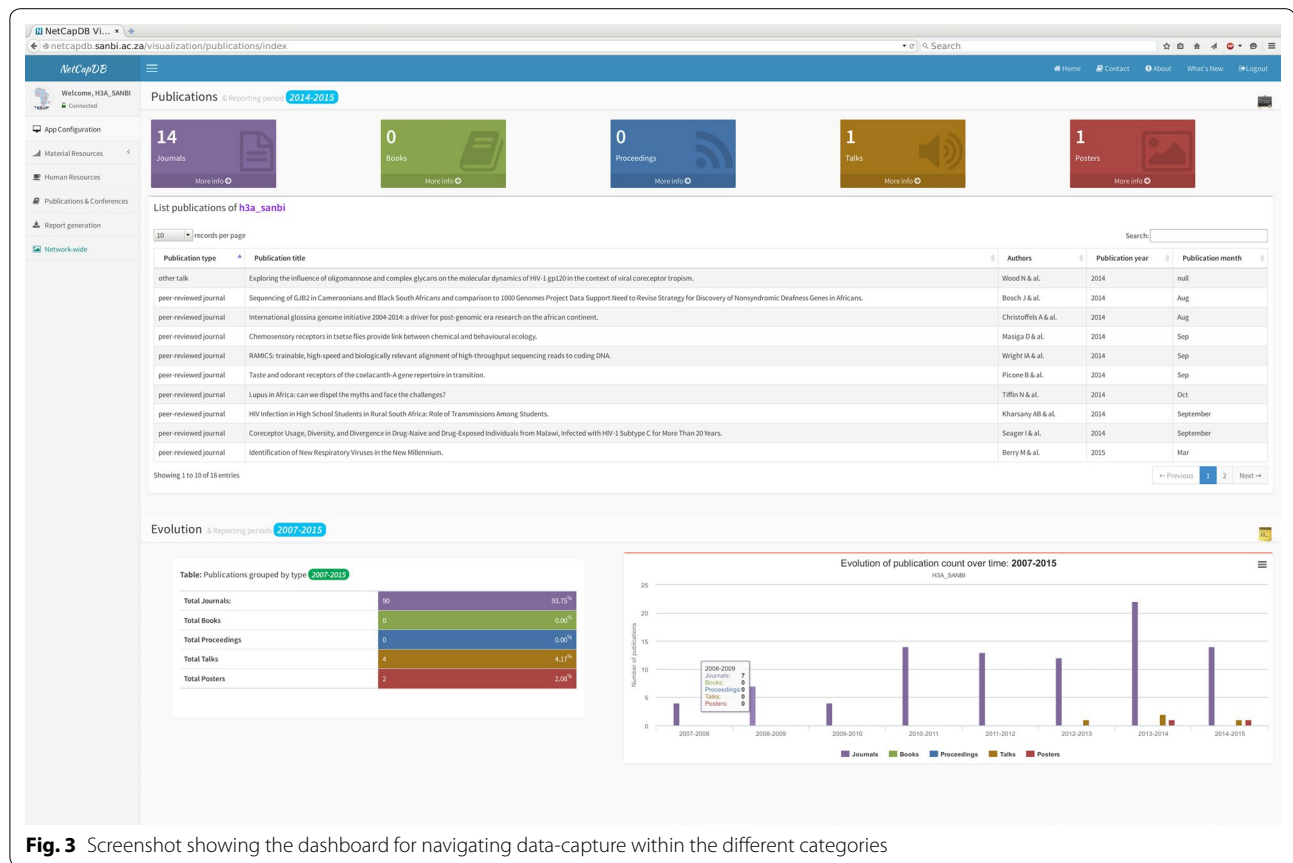 NetCapDB Vi... ×
netcapdb.sanbi.ac.za/visualization/publications/index
Search
NetCapDB
Home Contact About What's New Logout
Welcome, H3A_SANBI
Connected
App Configuration
Material Resources
Human Resources
Publications & Conferences
Report generation
Network-wide
Publications & Reporting period 2014-2015
14
Journals
More info
0
Books
More info
0
Proceedings
More info
1
Talks
More info
1
Posters
More info
List publications of h3a_sanbi
10 records per page
Search:
Publication type Publication title Authors Publication year Publication month
other talk Exploring the influence of oligomannose and complex glycans on the molecular dynamics of HIV-1 gp120 in the context of viral coreceptor tropism. Wood N & al. 2014 null
peer-reviewed journal Sequencing of GJB2 in Cameroonians and Black South Africans and comparison to 1000 Genomes Project Data Support Need to Revise Strategy for Discovery of Nonsyndromic Deafness Genes in Africans. Bosch J & al. 2014 Aug
peer-reviewed journal International glossina genome initiative 2004-2014: a driver for post-genomic era research on the african continent. Christoffels A & al. 2014 Aug
peer-reviewed journal Chemosensory receptors in tsetse flies provide link between chemical and behavioural ecology. Masiga D & al. 2014 Sep
peer-reviewed journal RAMICS: trainable, high-speed and biologically relevant alignment of high-throughput sequencing reads to coding DNA. Wright IA & al. 2014 Sep
peer-reviewed journal Taste and odorant receptors of the coelacanth-A gene repertoire in transition. Picone B & al. 2014 Sep
peer-reviewed journal Lupus in Africa: can we dispel the myths and face the challenges? Tiffin N & al. 2014 Oct
peer-reviewed journal HIV Infection in High School Students in Rural South Africa: Role of Transmissions Among Students. Kharsany AB & al. 2014 September
peer-reviewed journal Coreceptor Usage, Diversity, and Divergence in Drug-Naive and Drug-Exposed Individuals from Malawi, Infected with HIV-1 Subtype C for More Than 20 Years. Seager I & al. 2014 September
peer-reviewed journal Identification of New Respiratory Viruses in the New Millennium. Berry M & al. 2015 Mar
Showing 1 to 10 of 16 entries
← Previous 1 2 Next →
Evolution & Reporting periods 2007-2015
Table: Publications grouped by type 2007-2015
Total Journals: 90 93.75%
Total Books 0 0.00%
Total Proceedings 0 0.00%
Total Talks 4 4.17%
Total Posters 2 2.08%
Evolution of publication count over time: 2007-2015
H3A_SANBI
Number of publications
25
20
15
10
5
0
2008-2009
Journals: 7
Books: 0
Proceedings: 0
Talks: 0
Posters: 0
2007-2008 2008-2009 2009-2010 2010-2011 2011-2012 2012-2013 2013-2014 2014-2015
Journals Books Proceedings Talks Posters
Fig. 3 Screenshot showing the dashboard for navigating data-capture within the different categories